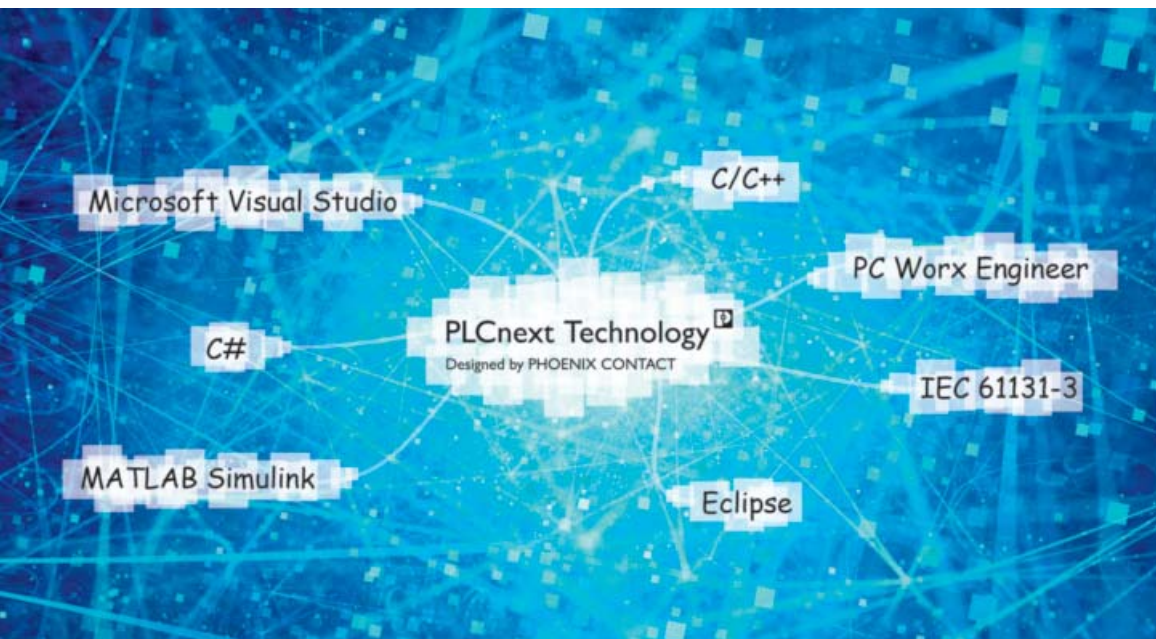 C/C++
Microsoft Visual Studio
PC Worx Engineer
PLCnext Technology
Designed by PHOENIX CONTACT
C#
IEC 61131-3
MATLAB Simulink
Eclipse